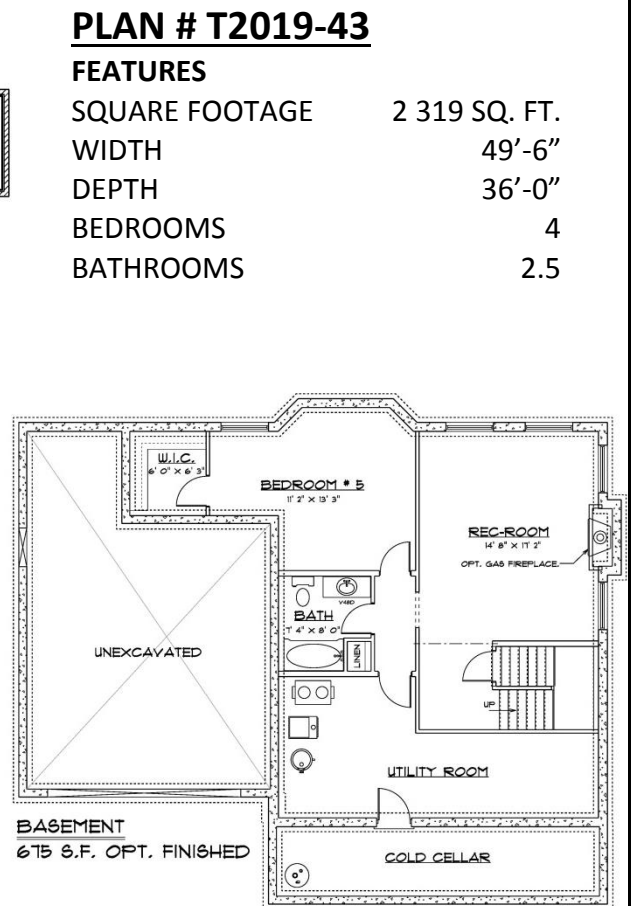 PLAN # T2019-43
FEATURES
SQUARE FOOTAGE 2 319 SQ. FT.
WIDTH 49’-6”
DEPTH 36’-0”
BEDROOMS 4
BATHROOMS 2.5
W.I.C.
6' 0" X 6' 3"
BEDROOM # 5
11' 2" X 13' 3"
REC-ROOM
14' 8" X 17' 2"
OPT. GAS FIREPLACE
V48D
BATH
7' 4" X 8' 0"
LINEN
UNEXCAVATED
UP
UTILITY ROOM
BASEMENT
675 S.F. OPT. FINISHED
COLD CELLAR